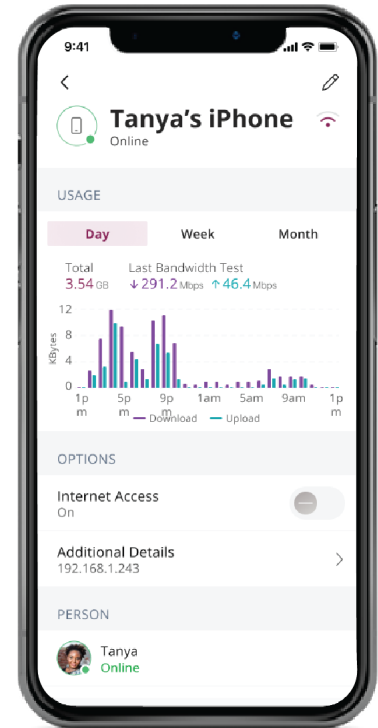 9:41
Tanya's iPhone
Online
USAGE
Day Week Month
Total Last Bandwidth Test
3.54 GB ↓291.2 Mbps ↑46.4 Mbps
12
8
4
0
KBytes
1p
m
5p
m
9p
m
1am
5am
9am
1p
m
Download Upload
OPTIONS
Internet Access
On
Additional Details
192.168.1.243
PERSON
Tanya
Online